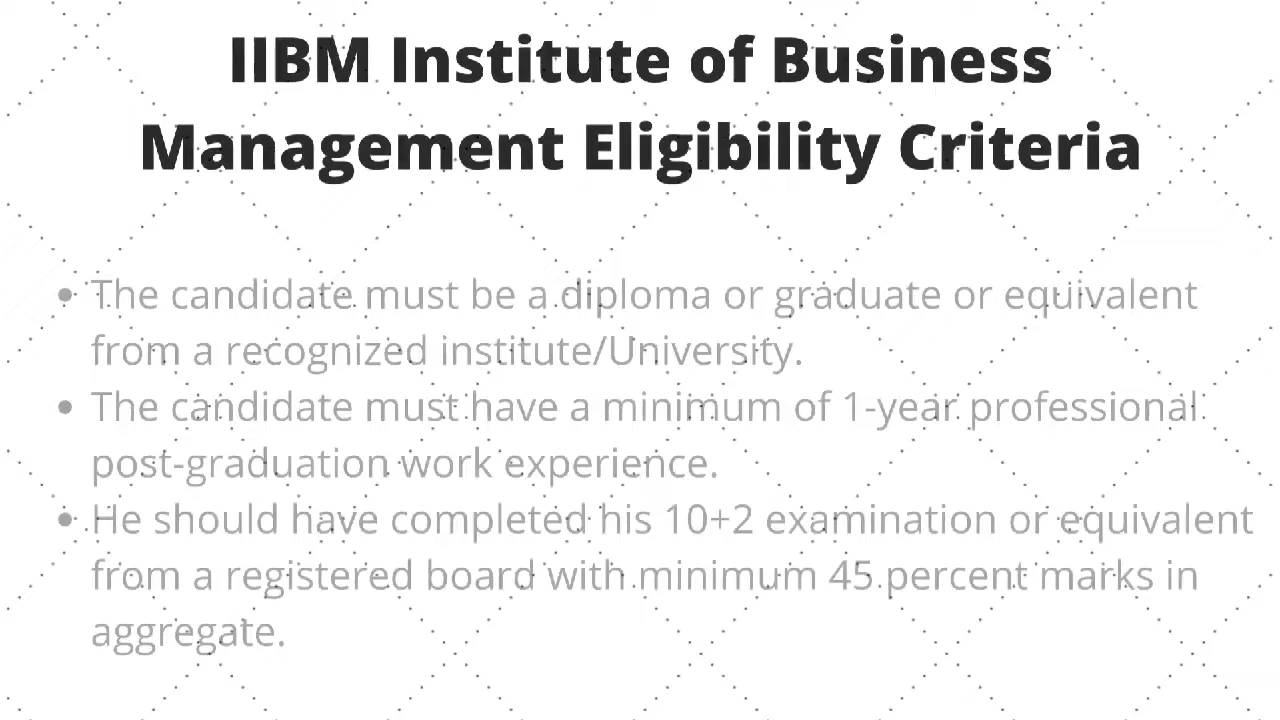 IIBM Institute of Business
Management Eligibility Criteria
• The candidate must be a diploma or graduate or equivalent
from a recognized institute/University.
• The candidate must have a minimum of 1-year professional
post-graduation work experience.
• He should have completed his 10+2 examination or equivalent
from a registered board with minimum 45 percent marks in
aggregate.